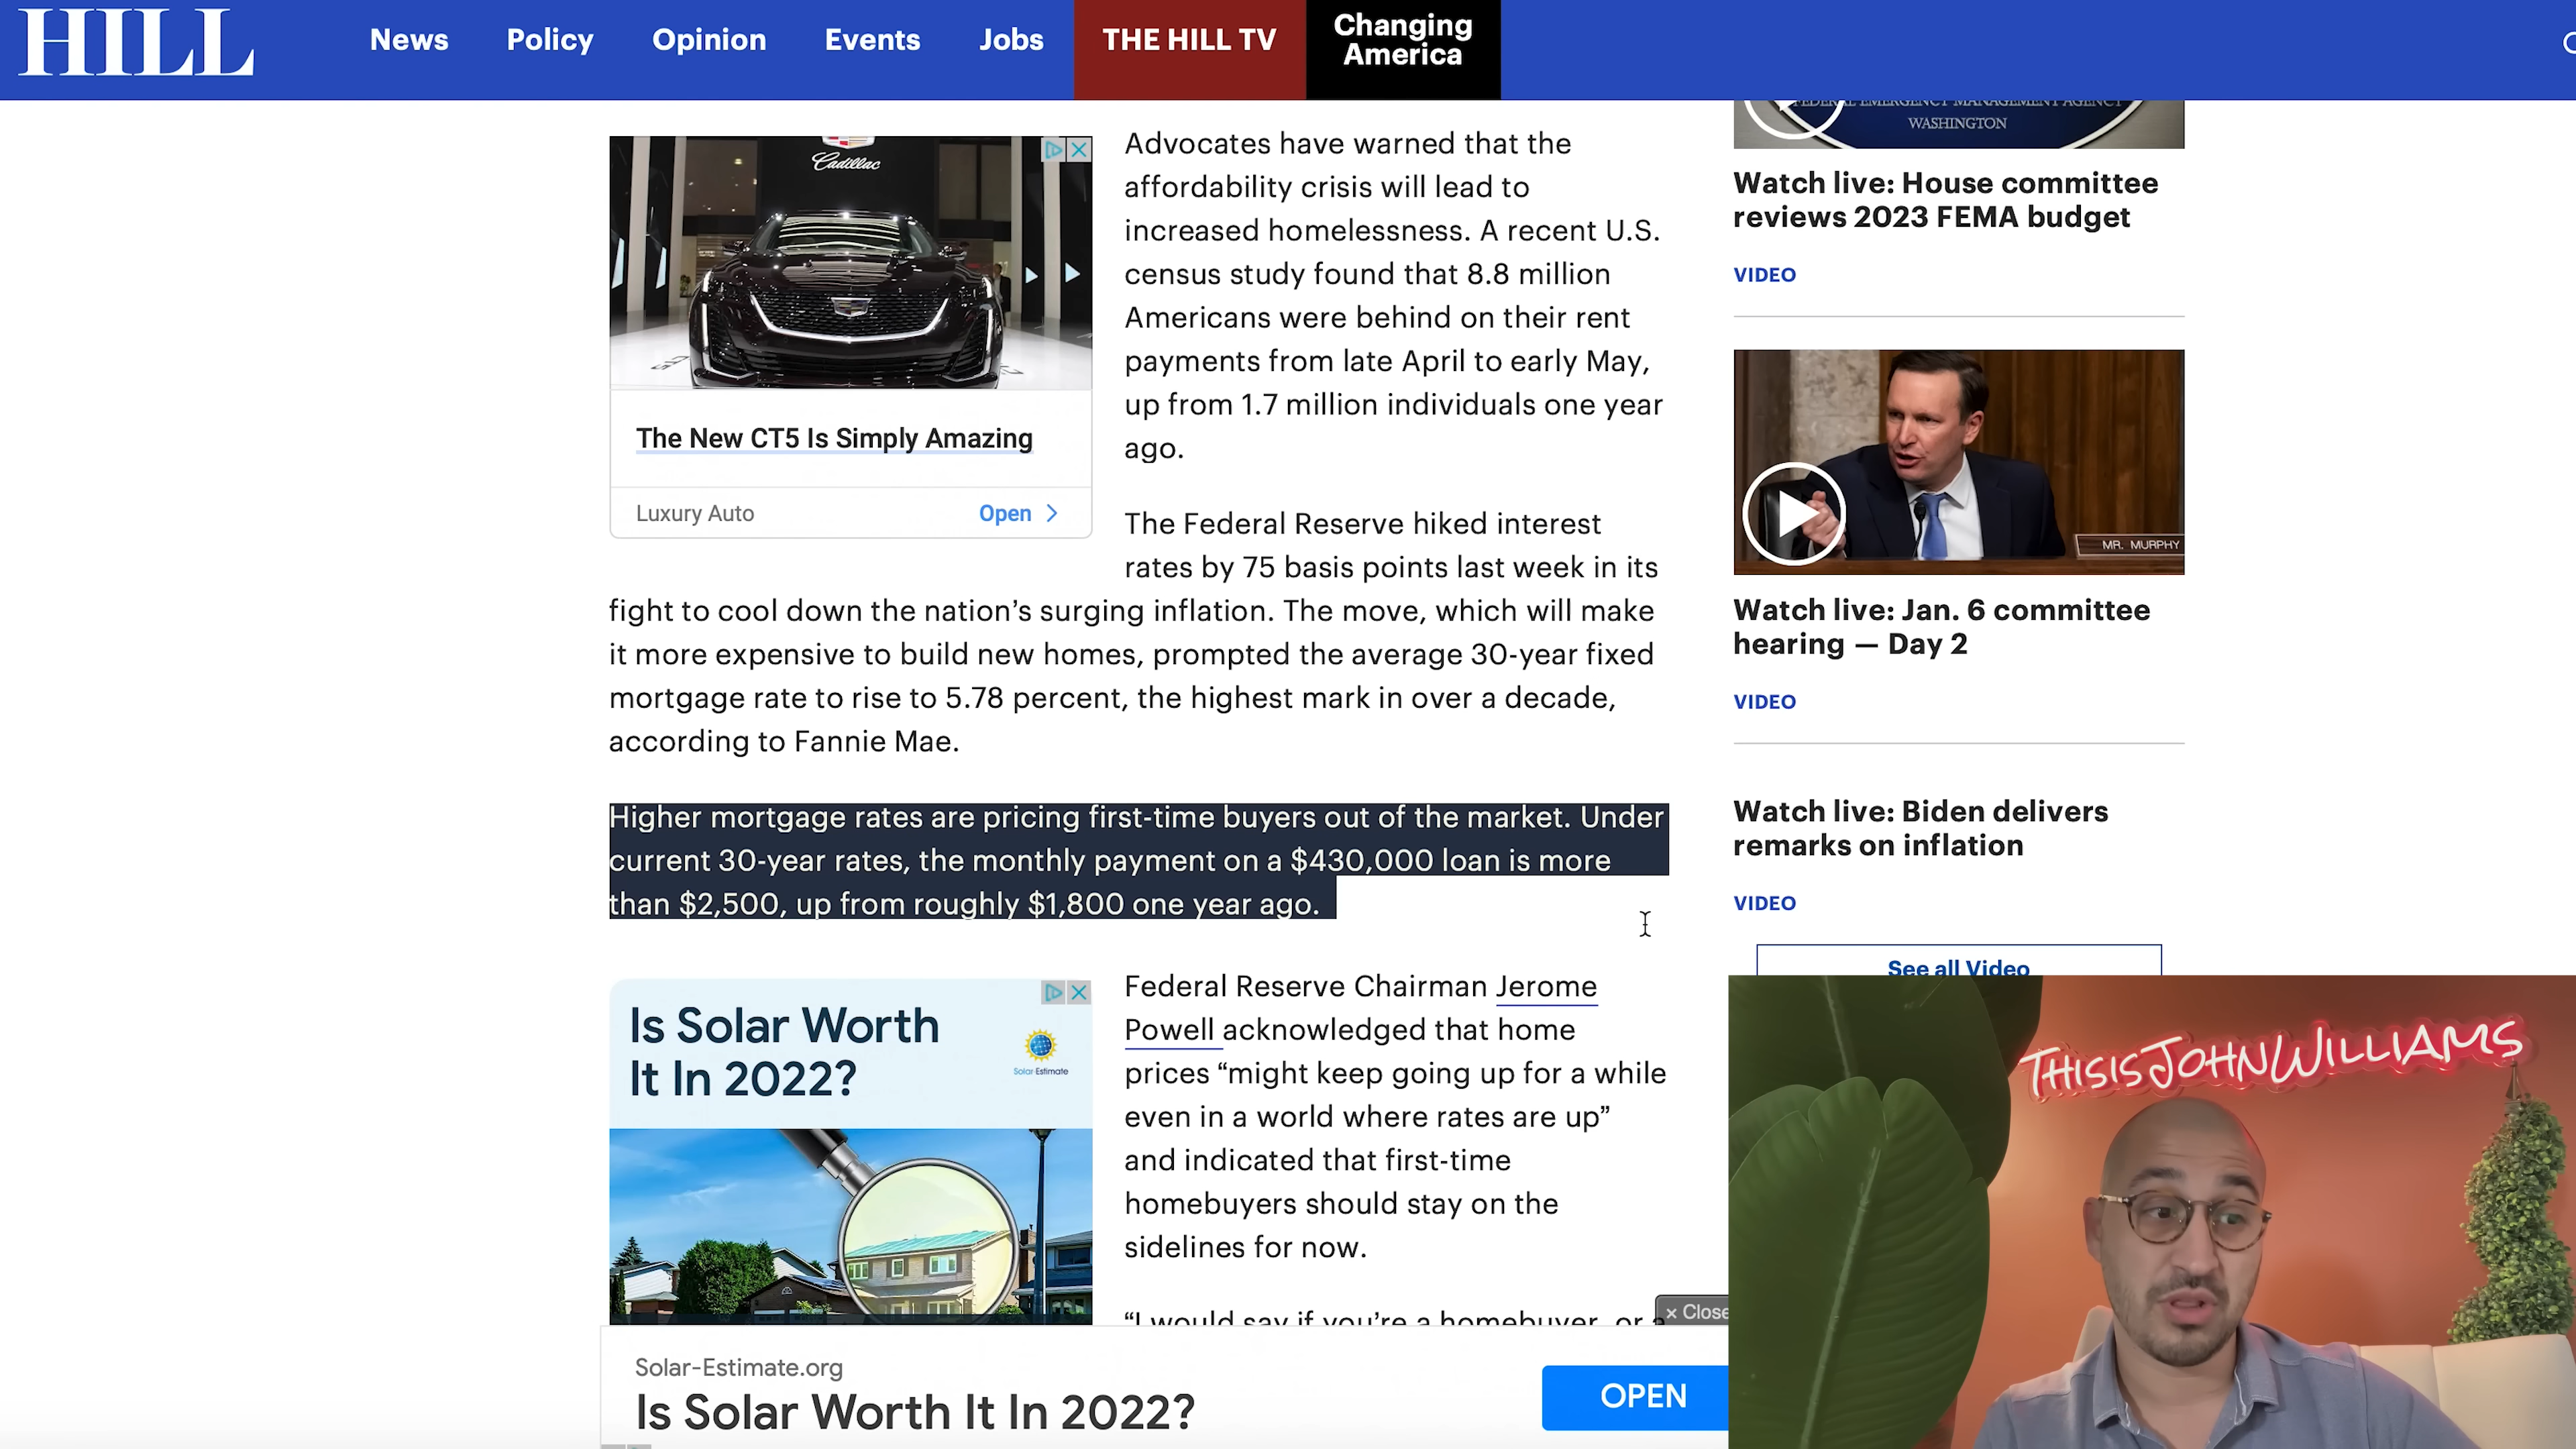 HILL
News
Policy
Opinion
Events
Jobs
THE HILL TV
Changing
America
Cadillac
The New CT5 Is Simply Amazing
Luxury Auto
Open
Advocates have warned that the
affordability crisis will lead to
increased homelessness. A recent U.S.
census study found that 8.8 million
Americans were behind on their rent
payments from late April to early May,
up from 1.7 million individuals one year
ago.
The Federal Reserve hiked interest
rates by 75 basis points last week in its
fight to cool down the nation’s surging inflation. The move, which will make
it more expensive to build new homes, prompted the average 30-year fixed
mortgage rate to rise to 5.78 percent, the highest mark in over a decade,
according to Fannie Mae.
Higher mortgage rates are pricing first-time buyers out of the market. Under
current 30-year rates, the monthly payment on a $430,000 loan is more
than $2,500, up from roughly $1,800 one year ago.
Is Solar Worth
It In 2022?
Solar-Estimate
Federal Reserve Chairman Jerome
Powell acknowledged that home
prices “might keep going up for a while
even in a world where rates are up”
and indicated that first-time
homebuyers should stay on the
sidelines for now.
“I would say if you’re a homebuyer, or a
× Close
Solar-Estimate.org
Is Solar Worth It In 2022?
OPEN
FEDERAL EMERGENCY MANAGEMENT AGENCY
WASHINGTON
Watch live: House committee
reviews 2023 FEMA budget
VIDEO
MR. MURPHY
Watch live: Jan. 6 committee
hearing — Day 2
VIDEO
Watch live: Biden delivers
remarks on inflation
VIDEO
See all Video
THISISJOHNWILLIAMS